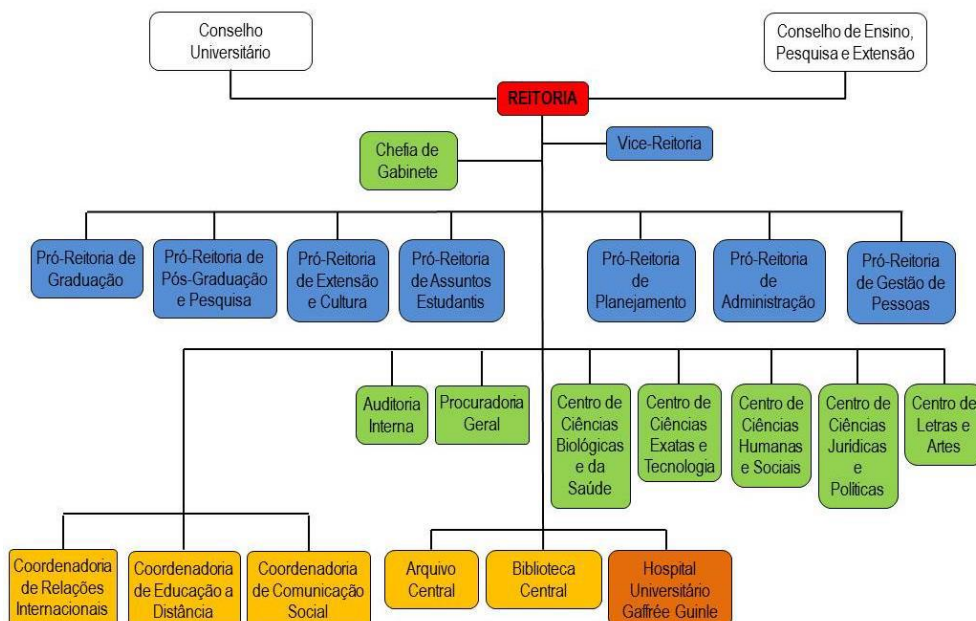 Conselho
Universitário
Conselho de Ensino,
Pesquisa e Extensão
REITORIA
Chefia de
Gabinete
Vice-Reitoria
Pró-Reitoria de
Graduação
Pró-Reitoria
de
Pós-Graduação
e Pesquisa
Pró-Reitoria
de Extensão
e Cultura
Pró-Reitoria
de Assuntos
Estudantis
Pró-Reitoria
de
Planejamento
Pró-Reitoria
de
Administração
Pró-Reitoria
de Gestão de
Pessoas
Auditoria
Interna
Procuradoria
Geral
Centro de
Ciências
Biológicas
e da
Saúde
Centro de
Ciências
Exatas e
Tecnologia
Centro de
Ciências
Humanas
e Sociais
Centro de
Ciências
Jurídicas
e
Políticas
Centro de
Letras e
Artes
Coordenadoria
de Relações
Internacionais
Coordenadoria
de Educação a
Distância
Coordenadoria
de Comunicação
Social
Arquivo
Central
Biblioteca
Central
Hospital
Universitário
Gaffrée Guinle